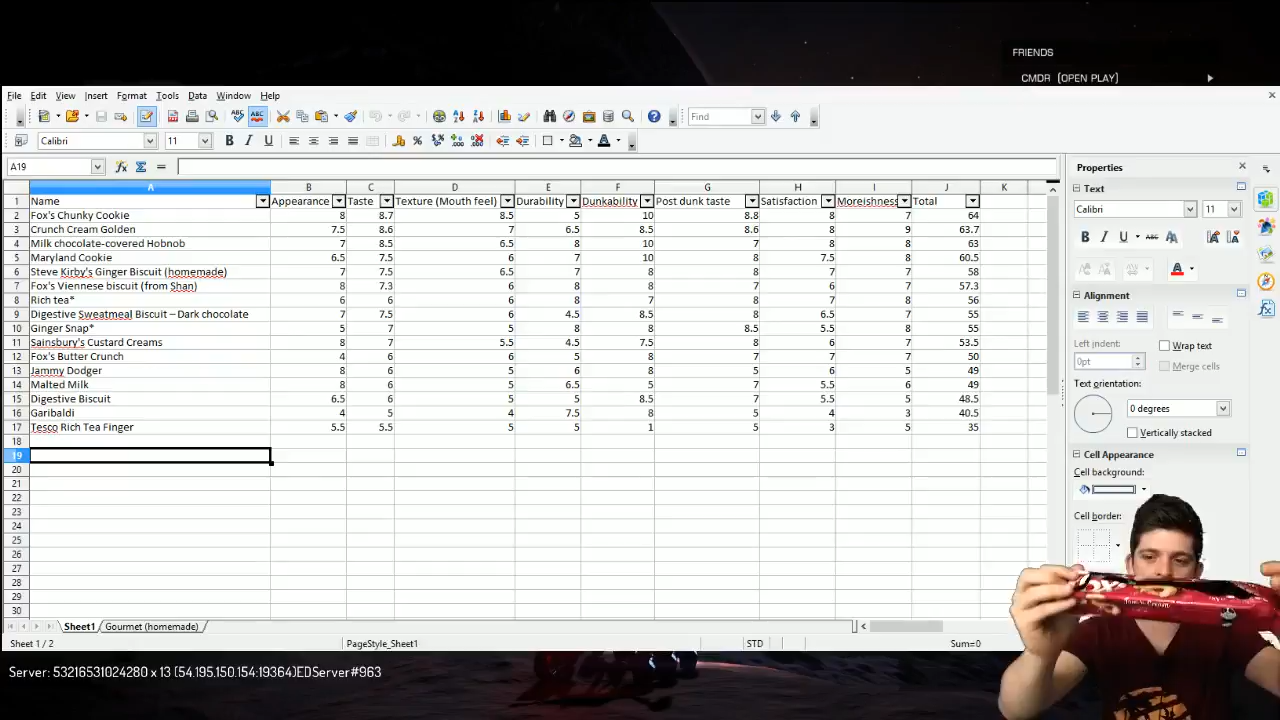 FRIENDS
CMDR (OPEN PLAY)
File Edit View Insert Format Tools Data Window Help
Find
Calibri 11
A19
Properties
A B C D E F G H I J K
1 Name Appearance Taste Texture (Mouth feel) Durability Dunkability Post dunk taste Satisfaction Moreishness Total
2 Fox's Chunky Cookie 8 8.7 8.5 5 10 8.8 8 7 64
3 Crunch Cream Golden 7.5 8.6 7 6.5 8.5 8.6 8 9 63.7
4 Milk chocolate-covered Hobnob 7 8.5 6.5 8 10 7 8 8 63
5 Maryland Cookie 6.5 7.5 6 7 10 8 7.5 8 60.5
6 Steve Kirby's Ginger Biscuit (homemade) 7 7.5 6.5 7 8 8 7 7 58
7 Fox's Viennese biscuit (from Shan) 8 7.3 6 8 8 7 6 7 57.3
8 Rich tea* 6 6 6 8 7 8 7 8 56
9 Digestive Sweatmeal Biscuit – Dark chocolate 7 7.5 6 4.5 8.5 8 6.5 7 55
10 Ginger Snap* 5 7 5 8 8 8.5 5.5 8 55
11 Sainsbury's Custard Creams 8 7 5.5 4.5 7.5 8 6 7 53.5
12 Fox's Butter Crunch 4 6 6 5 8 7 7 7 50
13 Jammy Dodger 8 6 5 6 8 5 6 5 49
14 Malted Milk 8 6 5 6.5 5 7 5.5 6 49
15 Digestive Biscuit 6.5 6 5 5 8.5 7 5.5 5 48.5
16 Garibaldi 4 5 4 7.5 8 5 4 3 40.5
17 Tesco Rich Tea Finger 5.5 5.5 5 5 1 5 3 5 35
18
19
20
21
22
23
24
25
26
27
28
29
30
Text
Calibri 11
Alignment
Left indent:
Wrap text
0pt
Merge cells
Text orientation:
0 degrees
Vertically stacked
Cell Appearance
Cell background:
Cell border:
Sheet1 Gourmet (homemade)
Sheet 1 / 2 PageStyle_Sheet1 STD Sum=0
Server: 53216531024280 x 13 (54.195.150.154:19364)EDServer#963